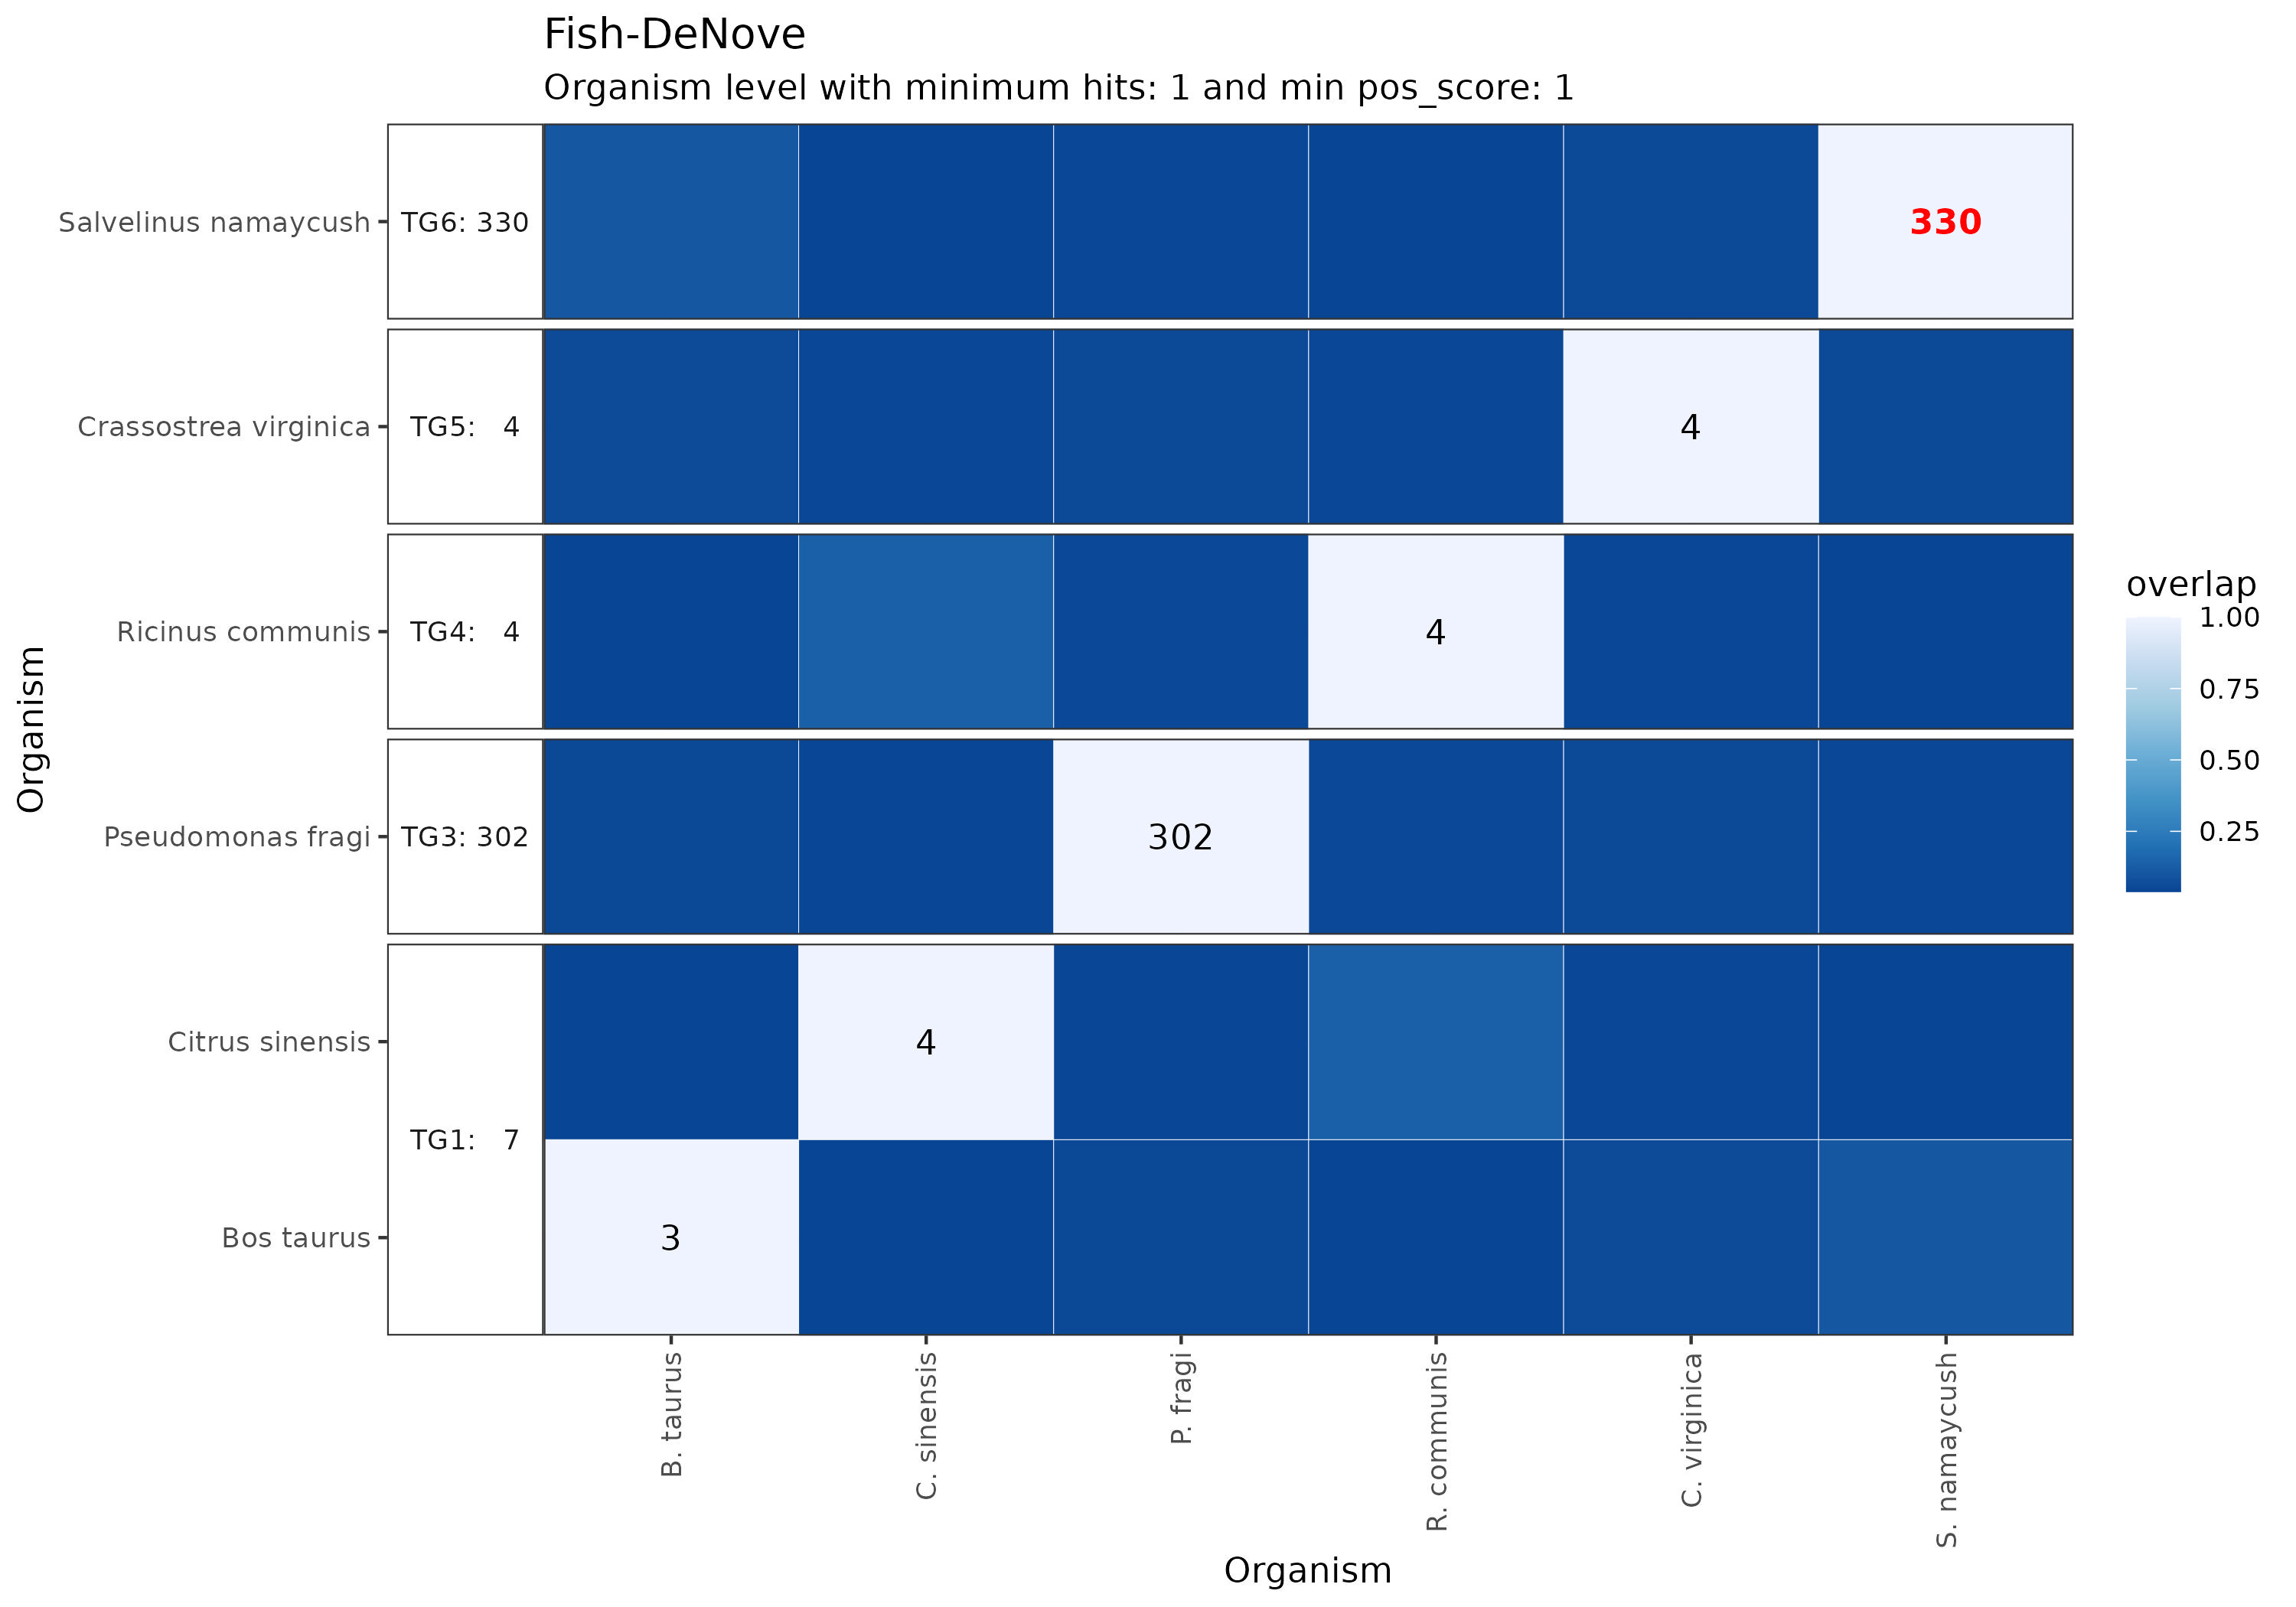 Fish-DeNove
Organism level with minimum hits: 1 and min pos_score: 1
Salvelinus namaycush
TG6: 330
330
Crassostrea virginica
TG5: 4
4
Ricinus communis
TG4: 4
4
Pseudomonas fragi
TG3: 302
302
Citrus sinensis
4
TG1: 7
Bos taurus
3
Organism
B. taurus
C. sinensis
P. fragi
R. communis
C. virginica
S. namaycush
Organism
overlap
1.00
0.75
0.50
0.25